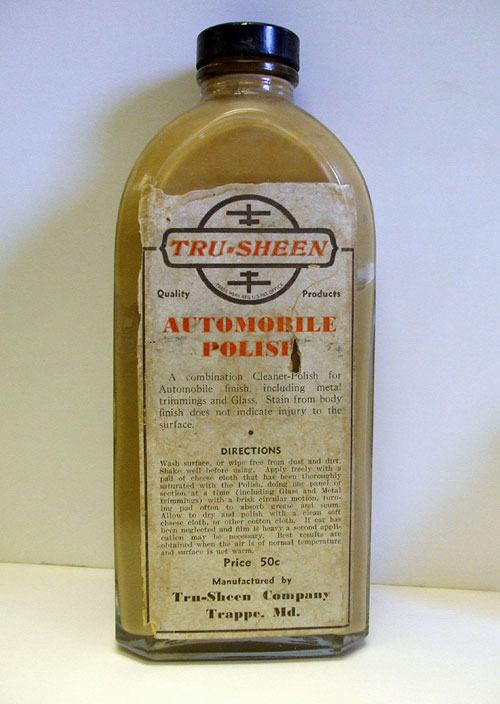 TRU-SHEEN
TRADE MARK REG U.S. PAT. OFFICE
Quality Products
AUTOMOBILE
POLISH
A combination Cleaner-Polish for
Automobile finish, including metal
trimmings and Glass. Stain from body
finish does not indicate injury to the
surface.
DIRECTIONS
Wash surface, or wipe free from dust and dirt.
Shake well before using. Apply freely with a
pad of cheese cloth that has been thoroughly
saturated with the Polish, doing one panel or
section at a time (including Glass and Metal
trimmings) with a brisk circular motion, turn-
ing pad often to absorb grease and scum.
Allow to dry and polish with a clean soft
cheese cloth, or other cotton cloth. If car has
been neglected and film is heavy a second appli-
cation may be necessary. Best results are
obtained when the air is of normal temperature
and surface is not warm.
Price 50c
Manufactured by
Tru-Sheen Company
Trappe, Md.